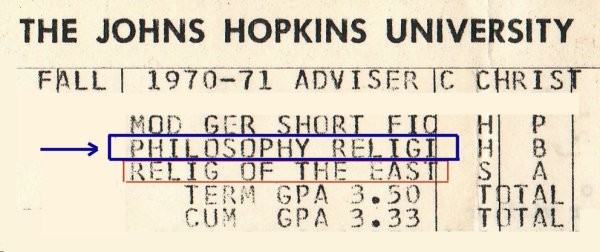 THE JOHNS HOPKINS UNIVERSITY
FALL 1970-71 ADVISER C CHRIST
MOD GER SHORT FIC H P
PHILOSOPHY RELIGI H B
RELIG OF THE EAST S A
TERM GPA 3.50 TOTAL
CUM GPA 3.33 TOTAL